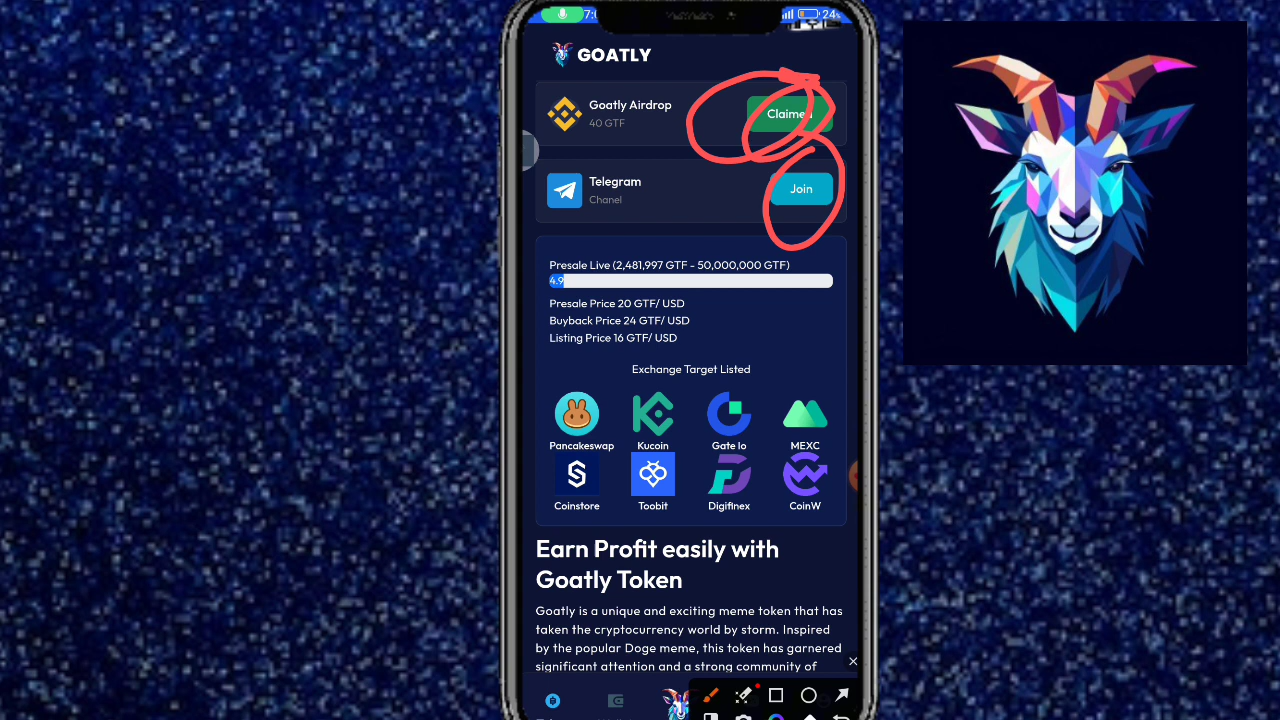 7:0
24
GOATLY
Goatly Airdrop
40 GTF
Claimed
Telegram
Chanel
Join
Presale Live (2,481,997 GTF - 50,000,000 GTF)
4.9
Presale Price 20 GTF/ USD
Buyback Price 24 GTF/ USD
Listing Price 16 GTF/ USD
Exchange Target Listed
Pancakeswap Kucoin Gate Io MEXC
Coinstore Toobit Digifinex CoinW
Earn Profit easily with
Goatly Token
Goatly is a unique and exciting meme token that has
taken the cryptocurrency world by storm. Inspired
by the popular Doge meme, this token has garnered
significant attention and a strong community of